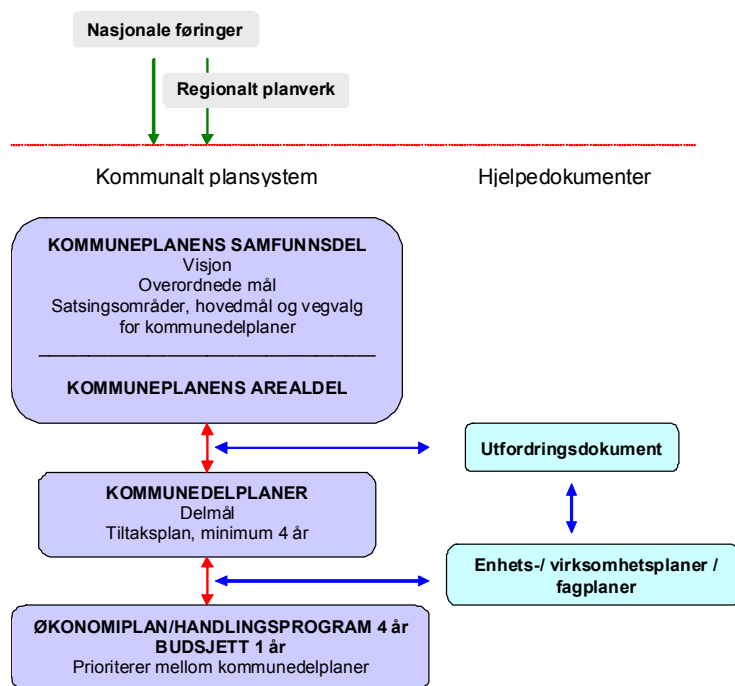 Nasjonale føringer
Regionalt planverk
Kommunalt plansystem
Hjelpedokumenter
KOMMUNEPLANENS SAMFUNNSDEL
Visjon
Overordnede mål
Satsingsområder, hovedmål og vegvalg
for kommunedelplaner
KOMMUNEPLANENS AREALDEL
Utfordringsdokument
KOMMUNEDELPLANER
Delmål
Tiltaksplan, minimum 4 år
Enhets-/ virksomhetsplaner /
fagplaner
ØKONOMIPLAN/HANDLINGSPROGRAM 4 år
BUDSJETT 1 år
Prioriterer mellom kommunedelplaner